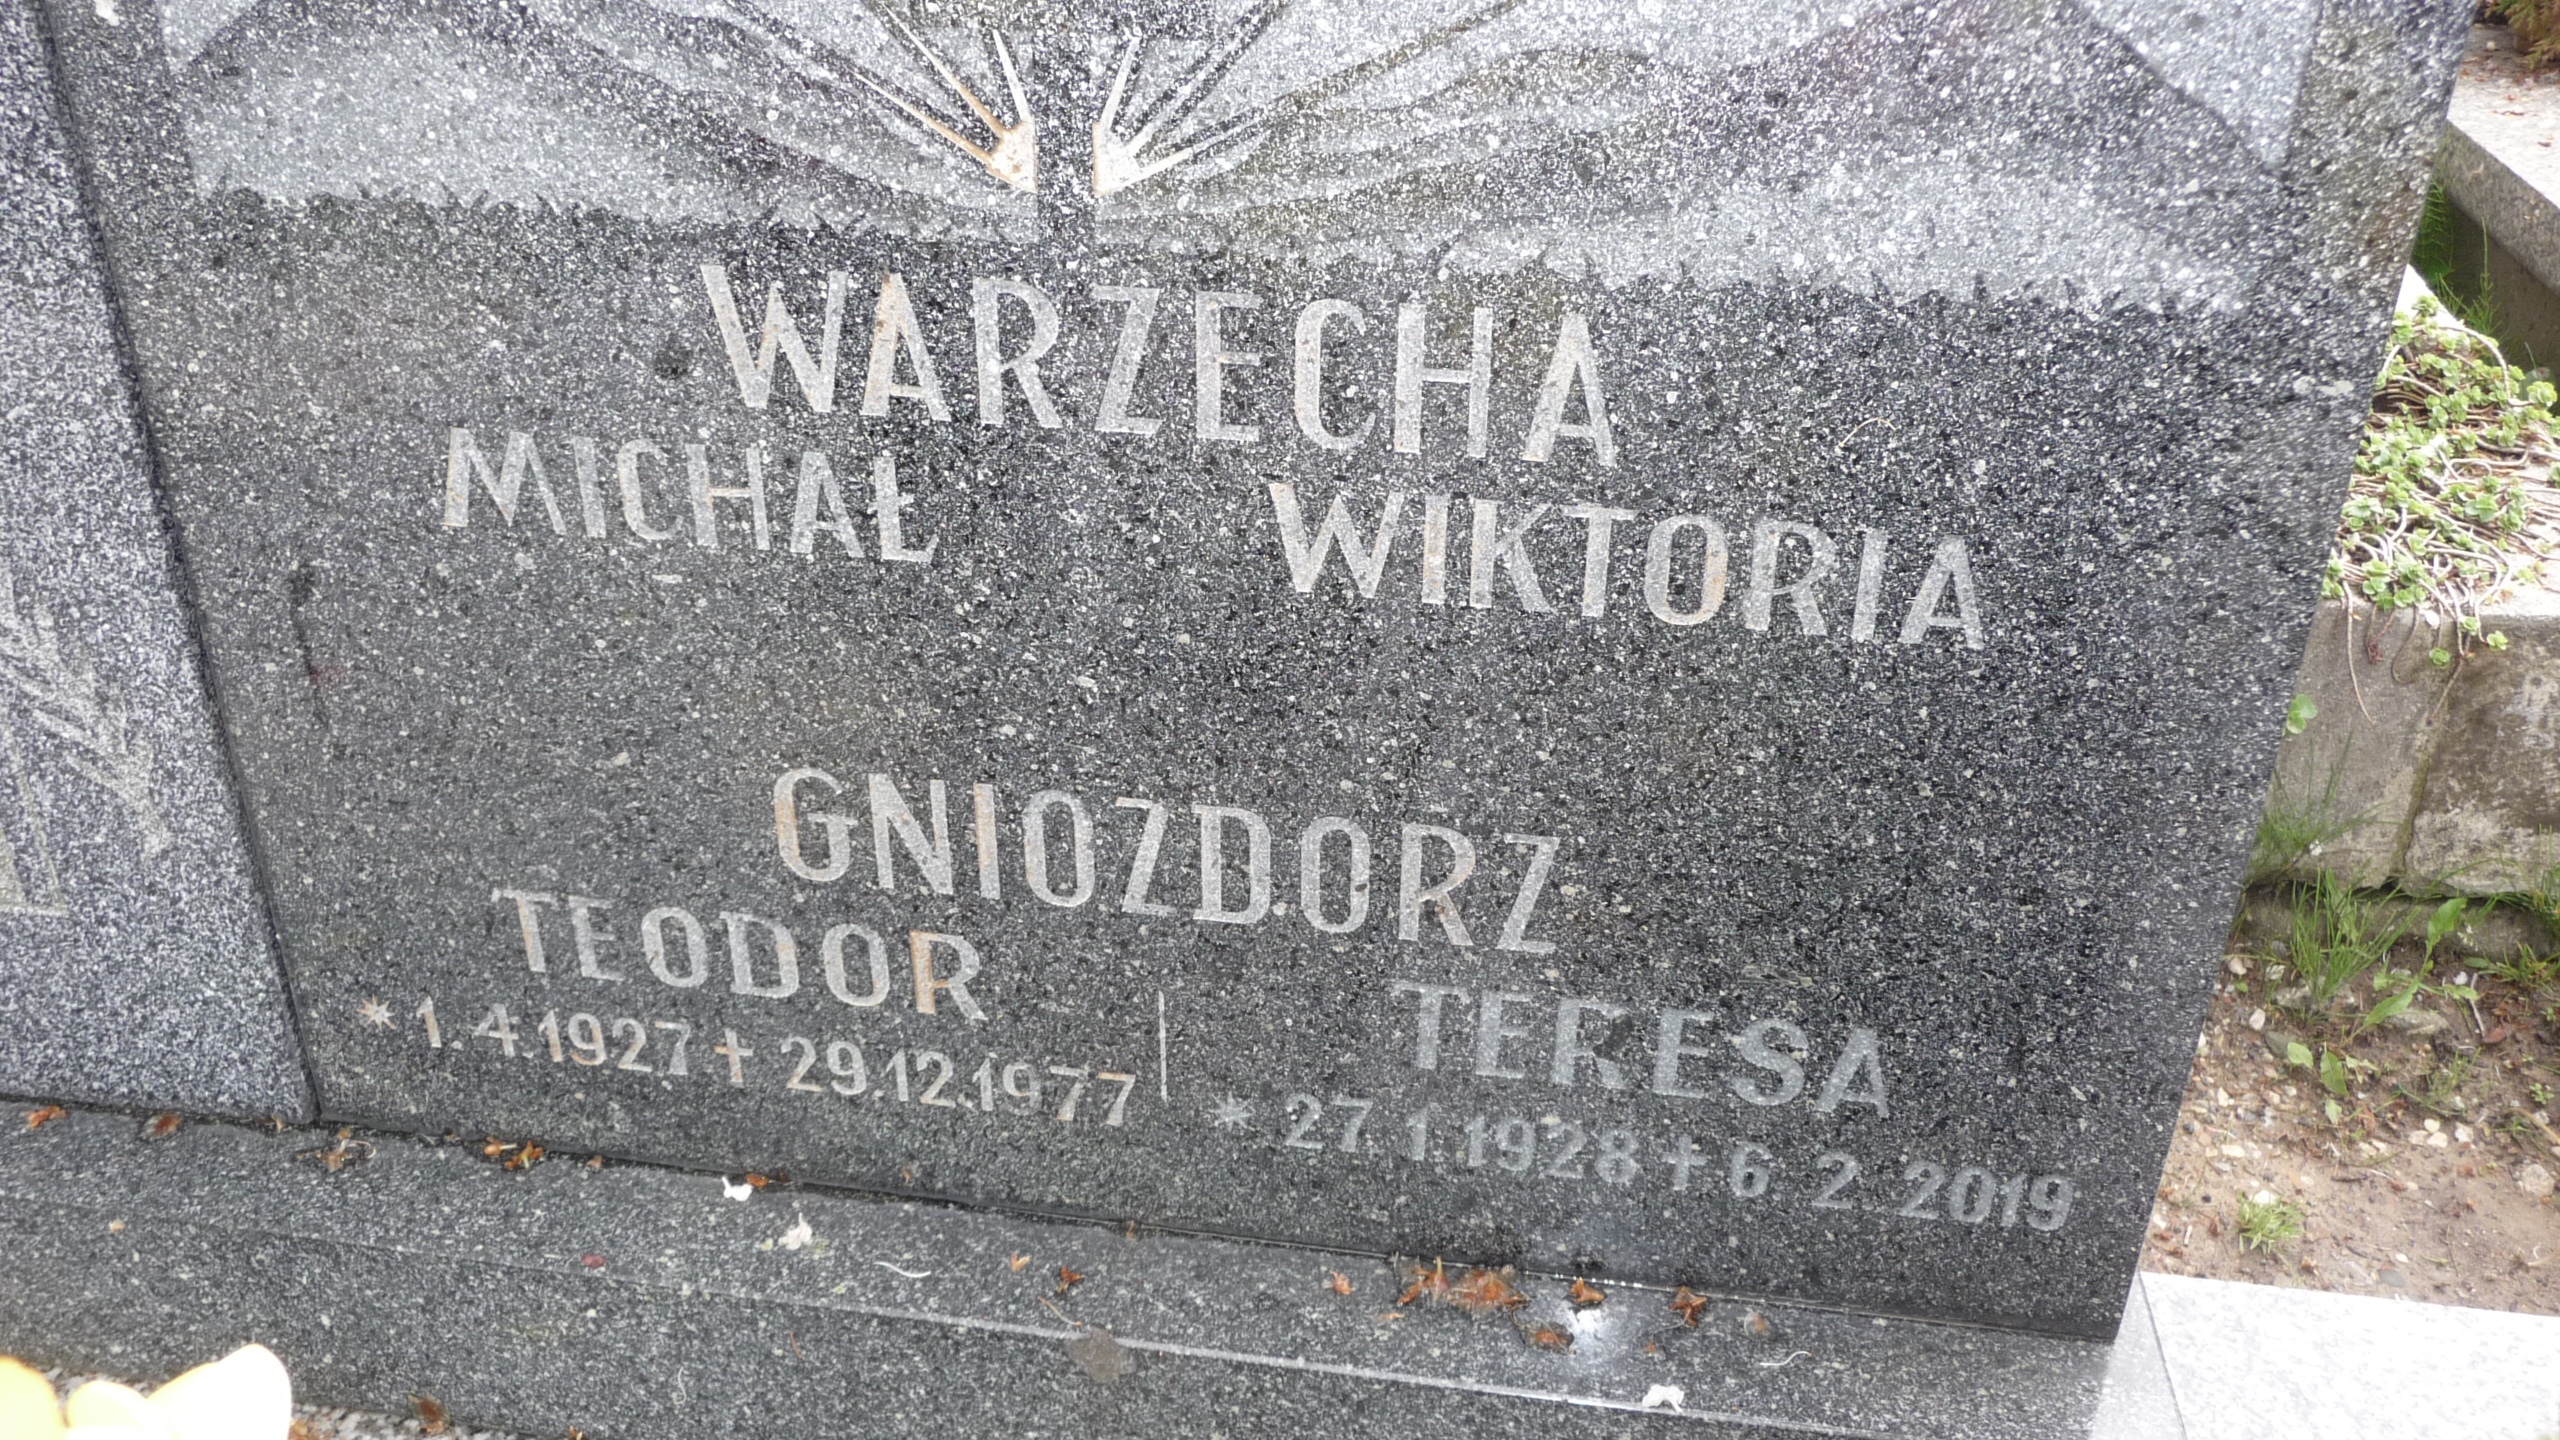 WARZECHA
MICHAŁ WIKTORIA
GNIOZDORZ
TEODOR TERESA
* 1.4.1927 + 29.12.1977 * 27.1.1928 + 6.2.2019